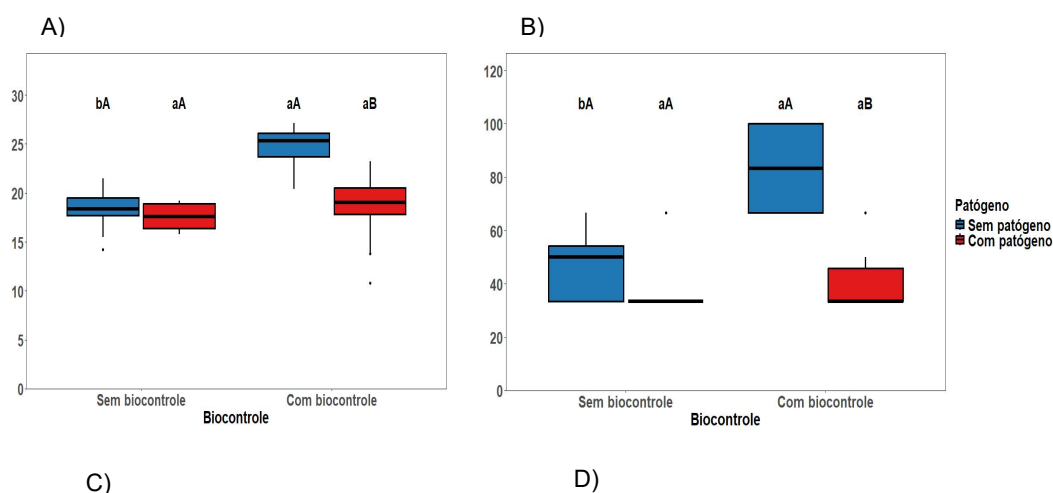 A)
B)
30
25
20
15
10
5
0
bA aA aA aB
Sem biocontrole Com biocontrole
Biocontrole
120
100
80
60
40
20
0
bA aA aA aB
Sem biocontrole Com biocontrole
Biocontrole
Patógeno
Sem patógeno
Com patógeno
C)
D)